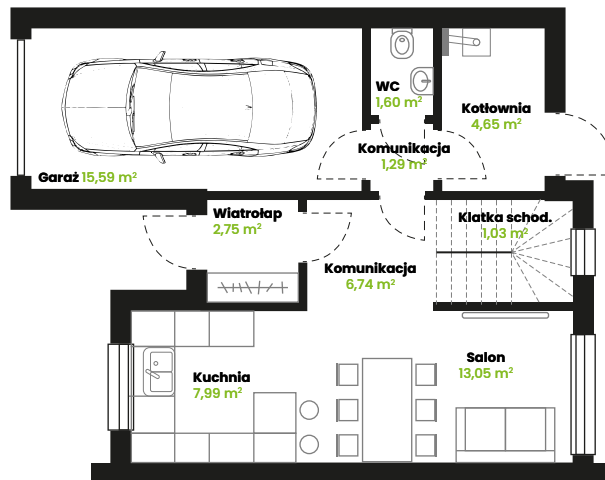 WC
1,60 m²
Kotłownia
4,65 m²
Komunikacja
1,29 m²
Garaż 15,59 m²
Wiatrołap
2,75 m²
Klatka schod.
1,03 m²
Komunikacja
6,74 m²
Salon
13,05 m²
Kuchnia
7,99 m²